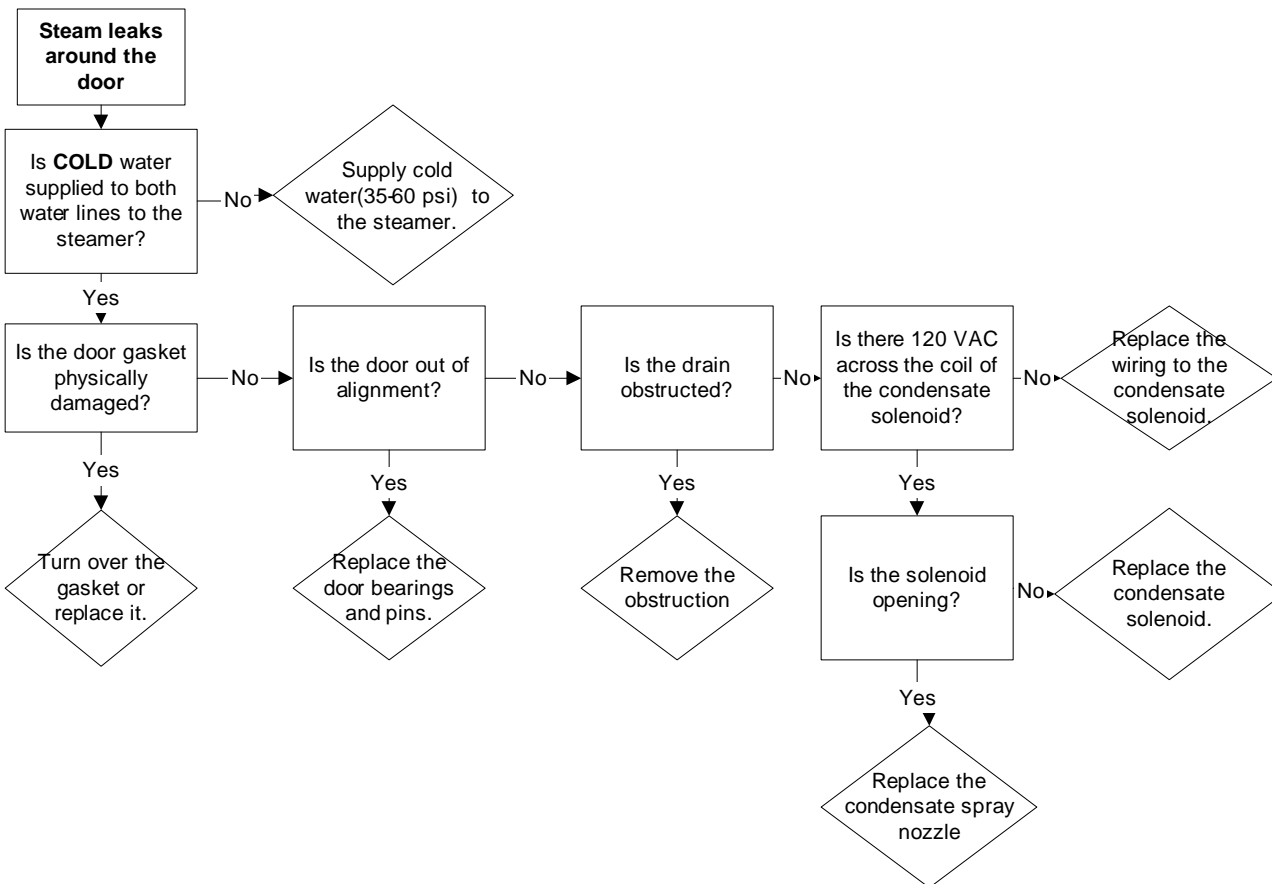 Steam leaks
around the
door
Is COLD water
supplied to both
water lines to the
steamer?
No
Supply cold
water(35-60 psi) to
the steamer.
Yes
Is the door gasket
physically
damaged?
No
Is the door out of
alignment?
No
Is the drain
obstructed?
No
Is there 120 VAC
across the coil of
the condensate
solenoid?
No
Replace the
wiring to the
condensate
solenoid.
Yes
Yes
Yes
Yes
Turn over the
gasket or
replace it.
Replace the
door bearings
and pins.
Remove the
obstruction
Is the solenoid
opening?
No
Replace the
condensate
solenoid.
Yes
Replace the
condensate spray
nozzle